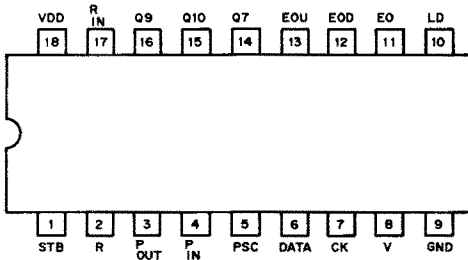 VDD R IN Q9 Q10 Q7 EOU EOD EO LD
18 17 16 15 14 13 12 11 10
1 2 3 4 5 6 7 8 9
STB R P OUT P IN PSC DATA CK V GND